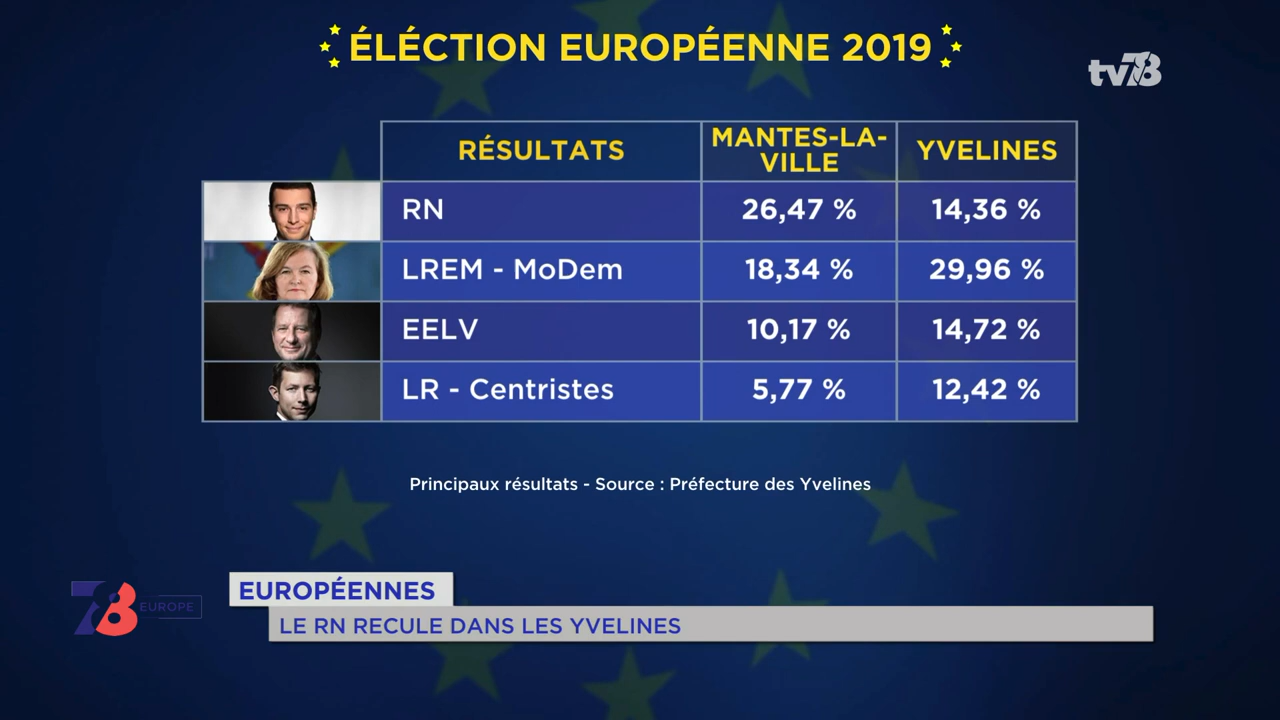 ÉLÉCTION EUROPÉENNE 2019
tv78
RÉSULTATS
MANTES-LA-
VILLE
YVELINES
RN
26,47 %
14,36 %
LREM - MoDem
18,34 %
29,96 %
EELV
10,17 %
14,72 %
LR - Centristes
5,77 %
12,42 %
Principaux résultats - Source : Préfecture des Yvelines
78
EUROPE
EUROPÉENNES
LE RN RECULE DANS LES YVELINES